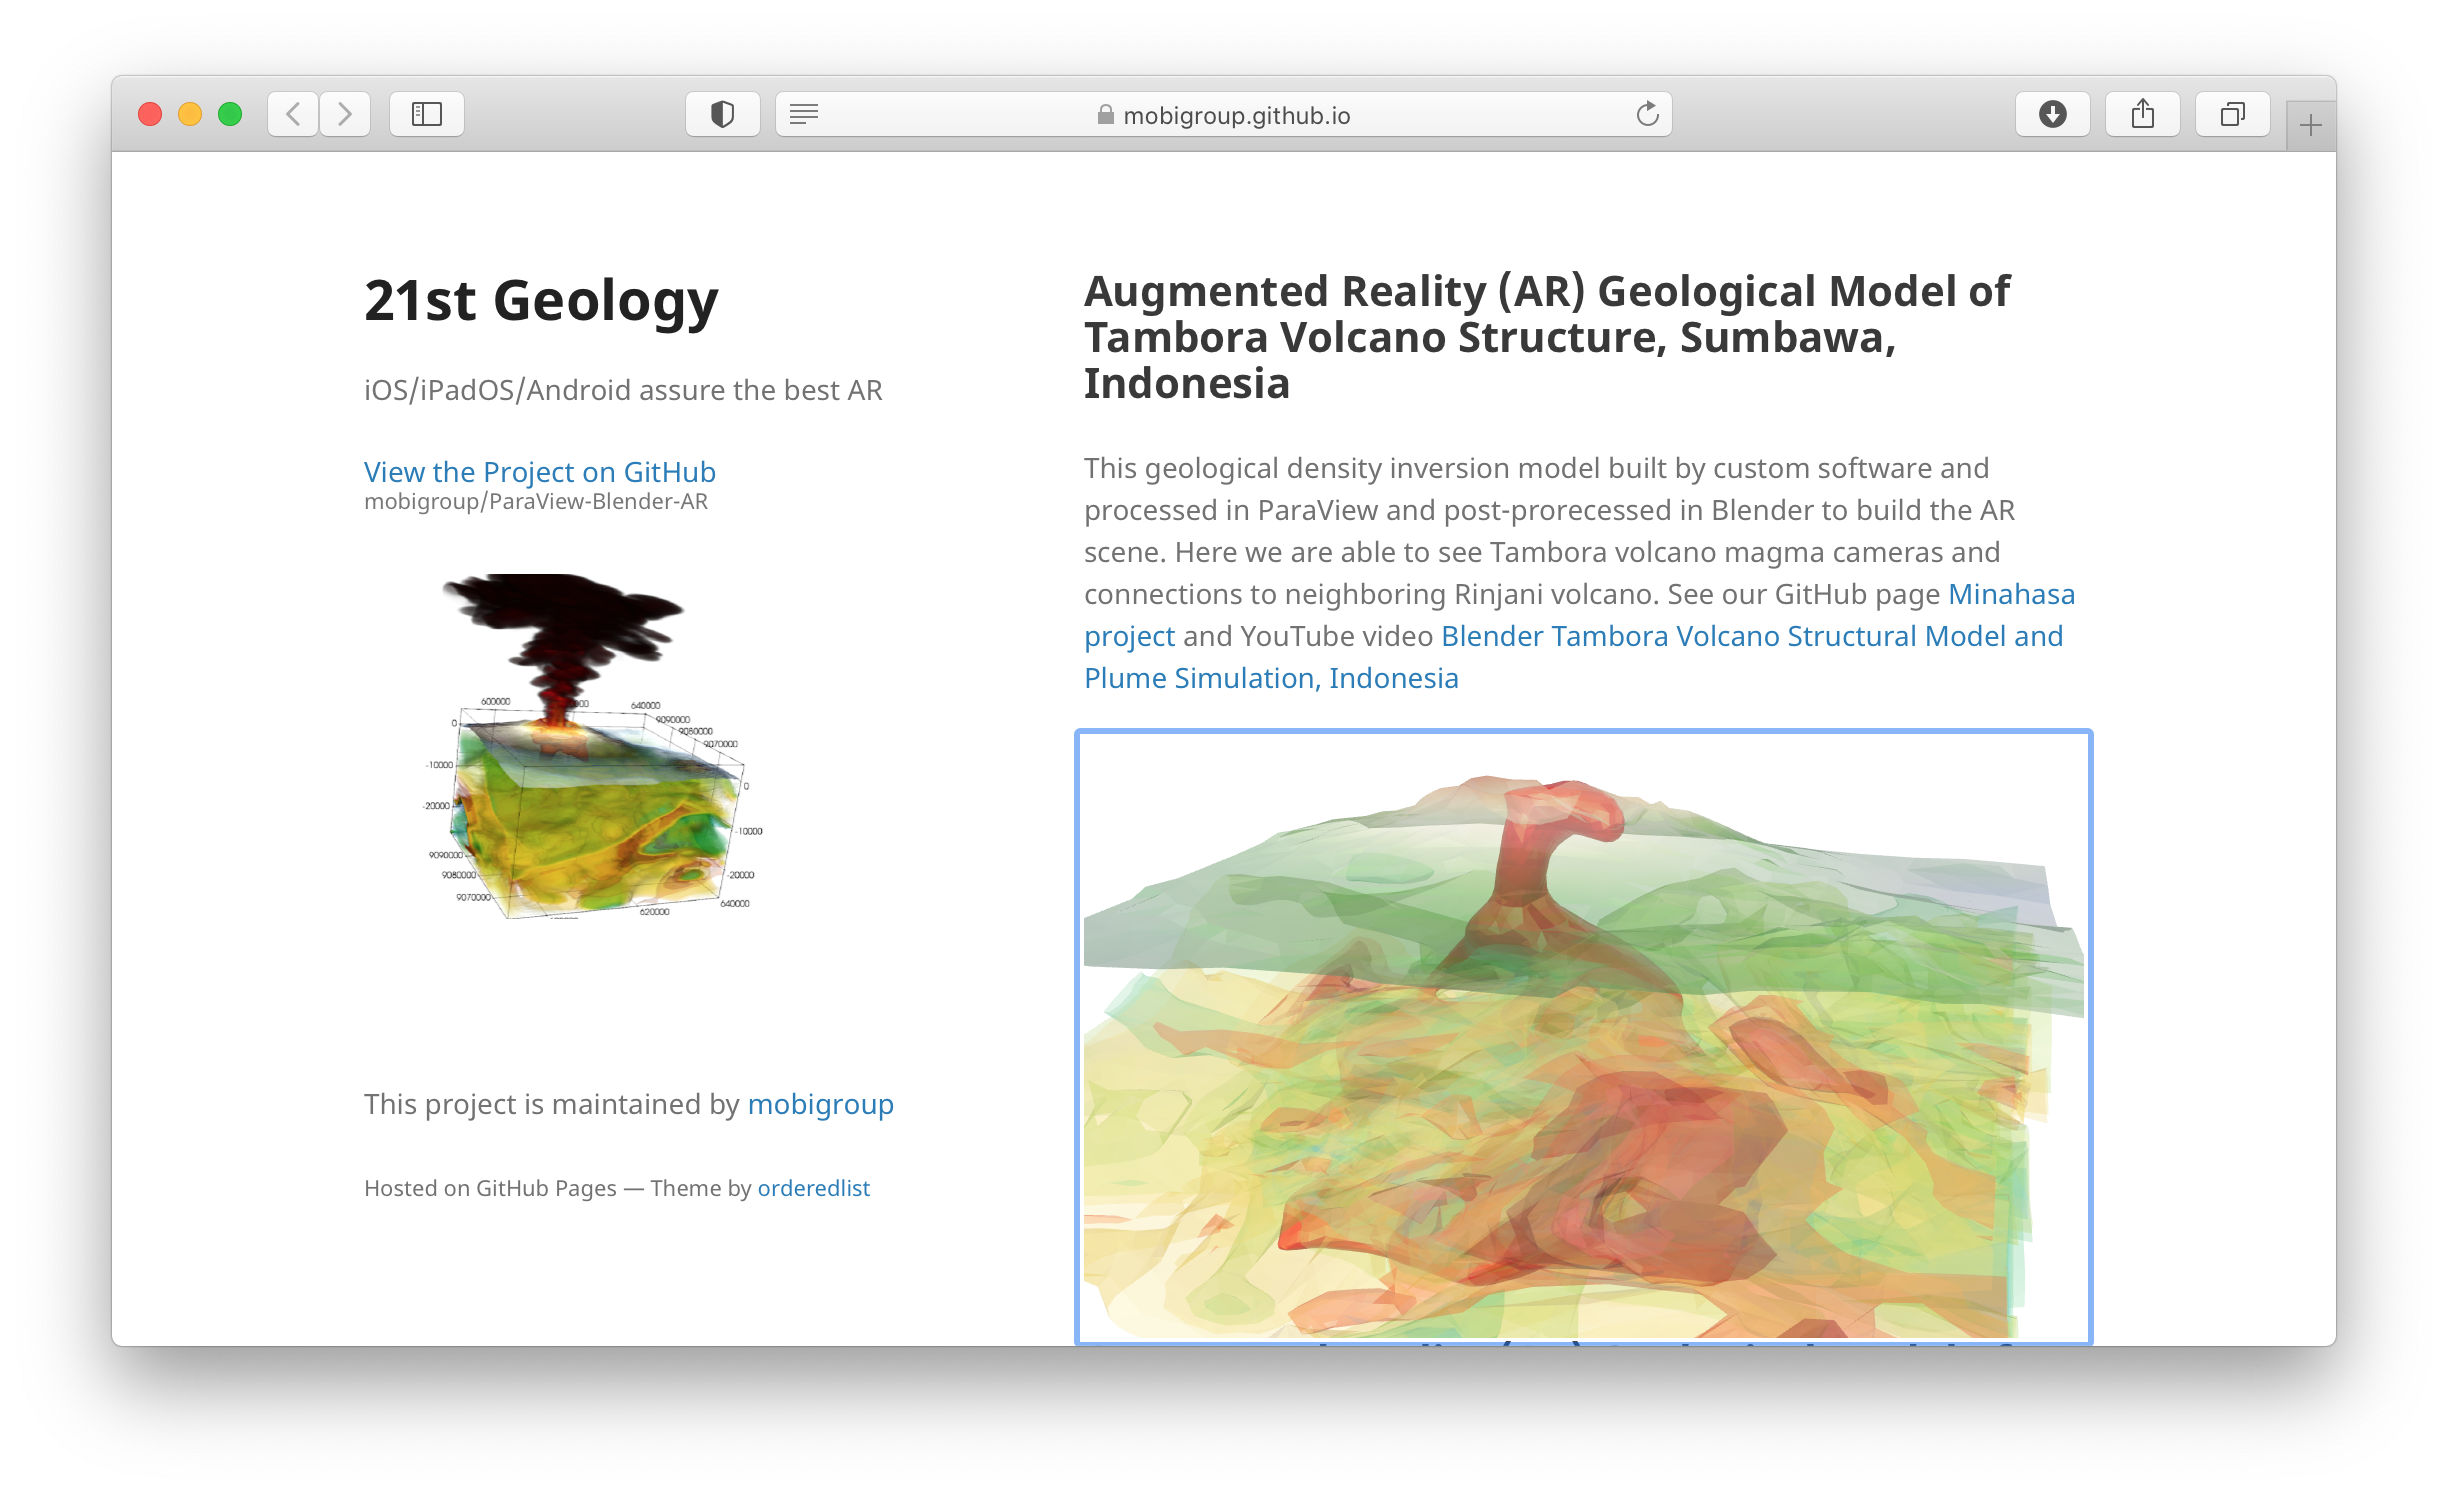 mobigroup.github.io
21st Geology
iOS/iPadOS/Android assure the best AR
View the Project on GitHub
mobigroup/ParaView-Blender-AR
600000
640000
0
9090000
9080000
9070000
-10000
0
-20000
-10000
9090000
9080000
-20000
9070000
640000
620000
This project is maintained by mobigroup
Hosted on GitHub Pages — Theme by orderedlist
Augmented Reality (AR) Geological Model of
Tambora Volcano Structure, Sumbawa,
Indonesia
This geological density inversion model built by custom software and
processed in ParaView and post-prorecessed in Blender to build the AR
scene. Here we are able to see Tambora volcano magma cameras and
connections to neighboring Rinjani volcano. See our GitHub page Minahasa
project and YouTube video Blender Tambora Volcano Structural Model and
Plume Simulation, Indonesia